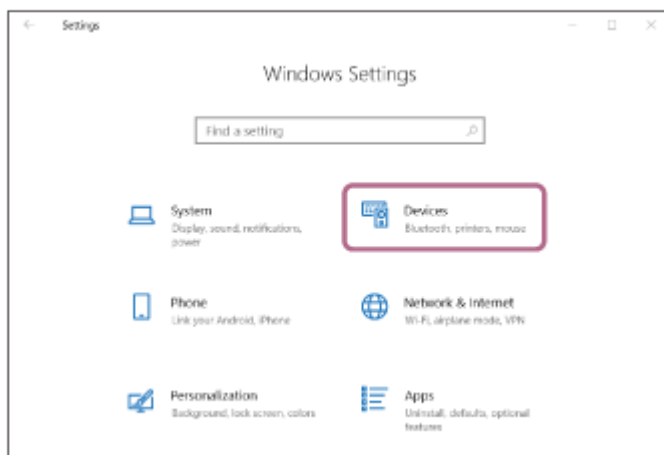 Settings
Windows Settings
Find a setting
System
Display, sound, notifications,
power
Devices
Bluetooth, printers, mouse
Phone
Link your Android, iPhone
Network & Internet
Wi-Fi, airplane mode, VPN
Personalization
Background, lock screen, colors
Apps
Uninstall, defaults, optional
features